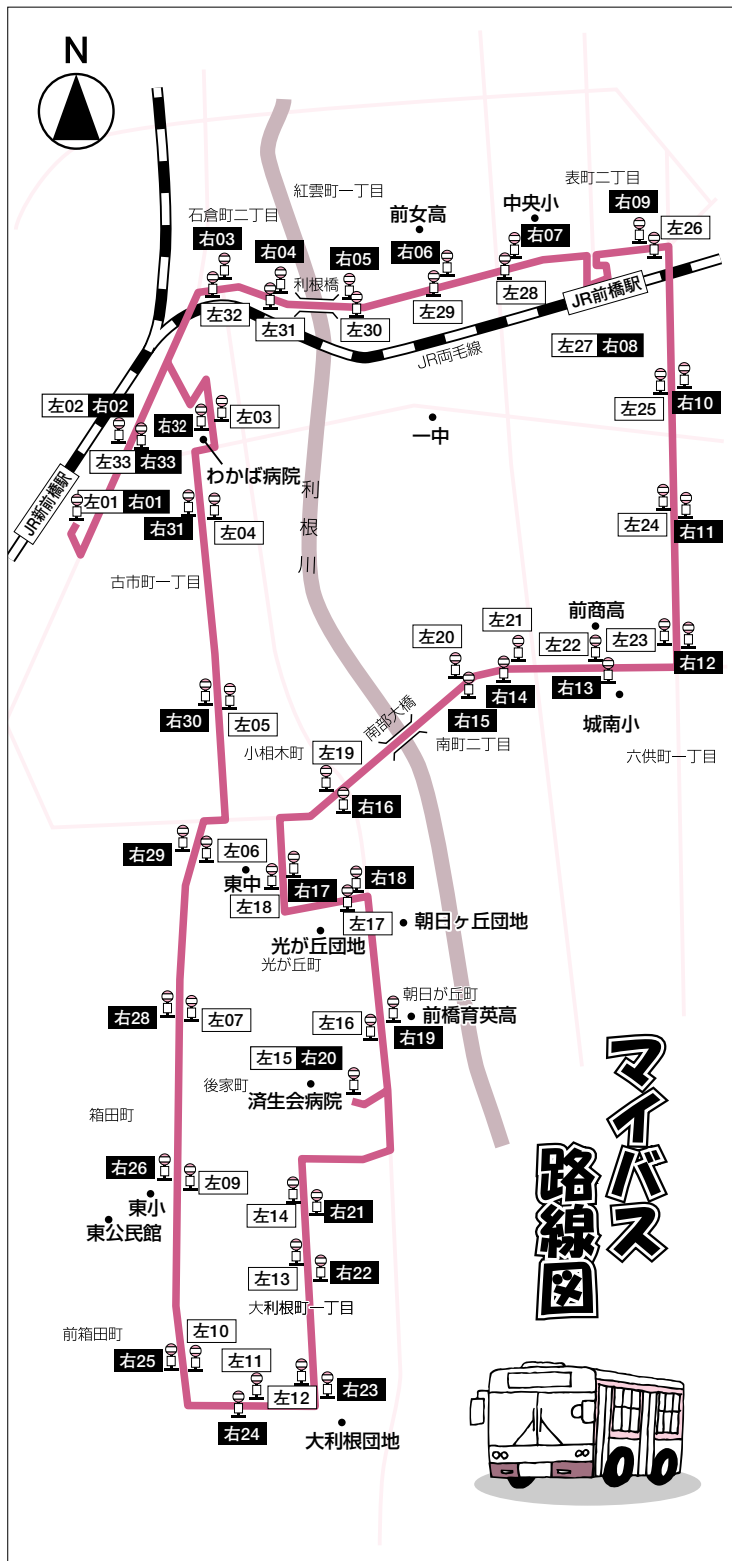 N
表町二丁目
紅雲町一丁目
中央小
右09
石倉町二丁目
前女高
左26
右03
右04
右05
右06
右07
利根橋
左32
左31
左30
左29
左28
JR前橋駅
JR両毛線
左27 右08
左25
右10
左02 右02
右32
左03
一中
左33 右33
わかば病院
JR新前橋駅
左01 右01
右31
左04
利根川
左24
右11
古市町一丁目
左21
前商高
左20
左22
左23
右12
右14
右13
右15
城南小
右30
左05
南部大橋
南町二丁目
小相木町
左19
六供町一丁目
右16
右29
左06
東中
右17
右18
左18
左17
朝日ヶ丘団地
光が丘団地
光が丘町
朝日が丘町
右28
左07
左16
前橋育英高
右19
左15 右20
後家町
済生会病院
箱田町
右26
左09
東小
東公民館
左14
右21
左13
右22
大利根町一丁目
前箱田町
左10
右25
左11
左12
右23
右24
大利根団地
マイバス
路線図